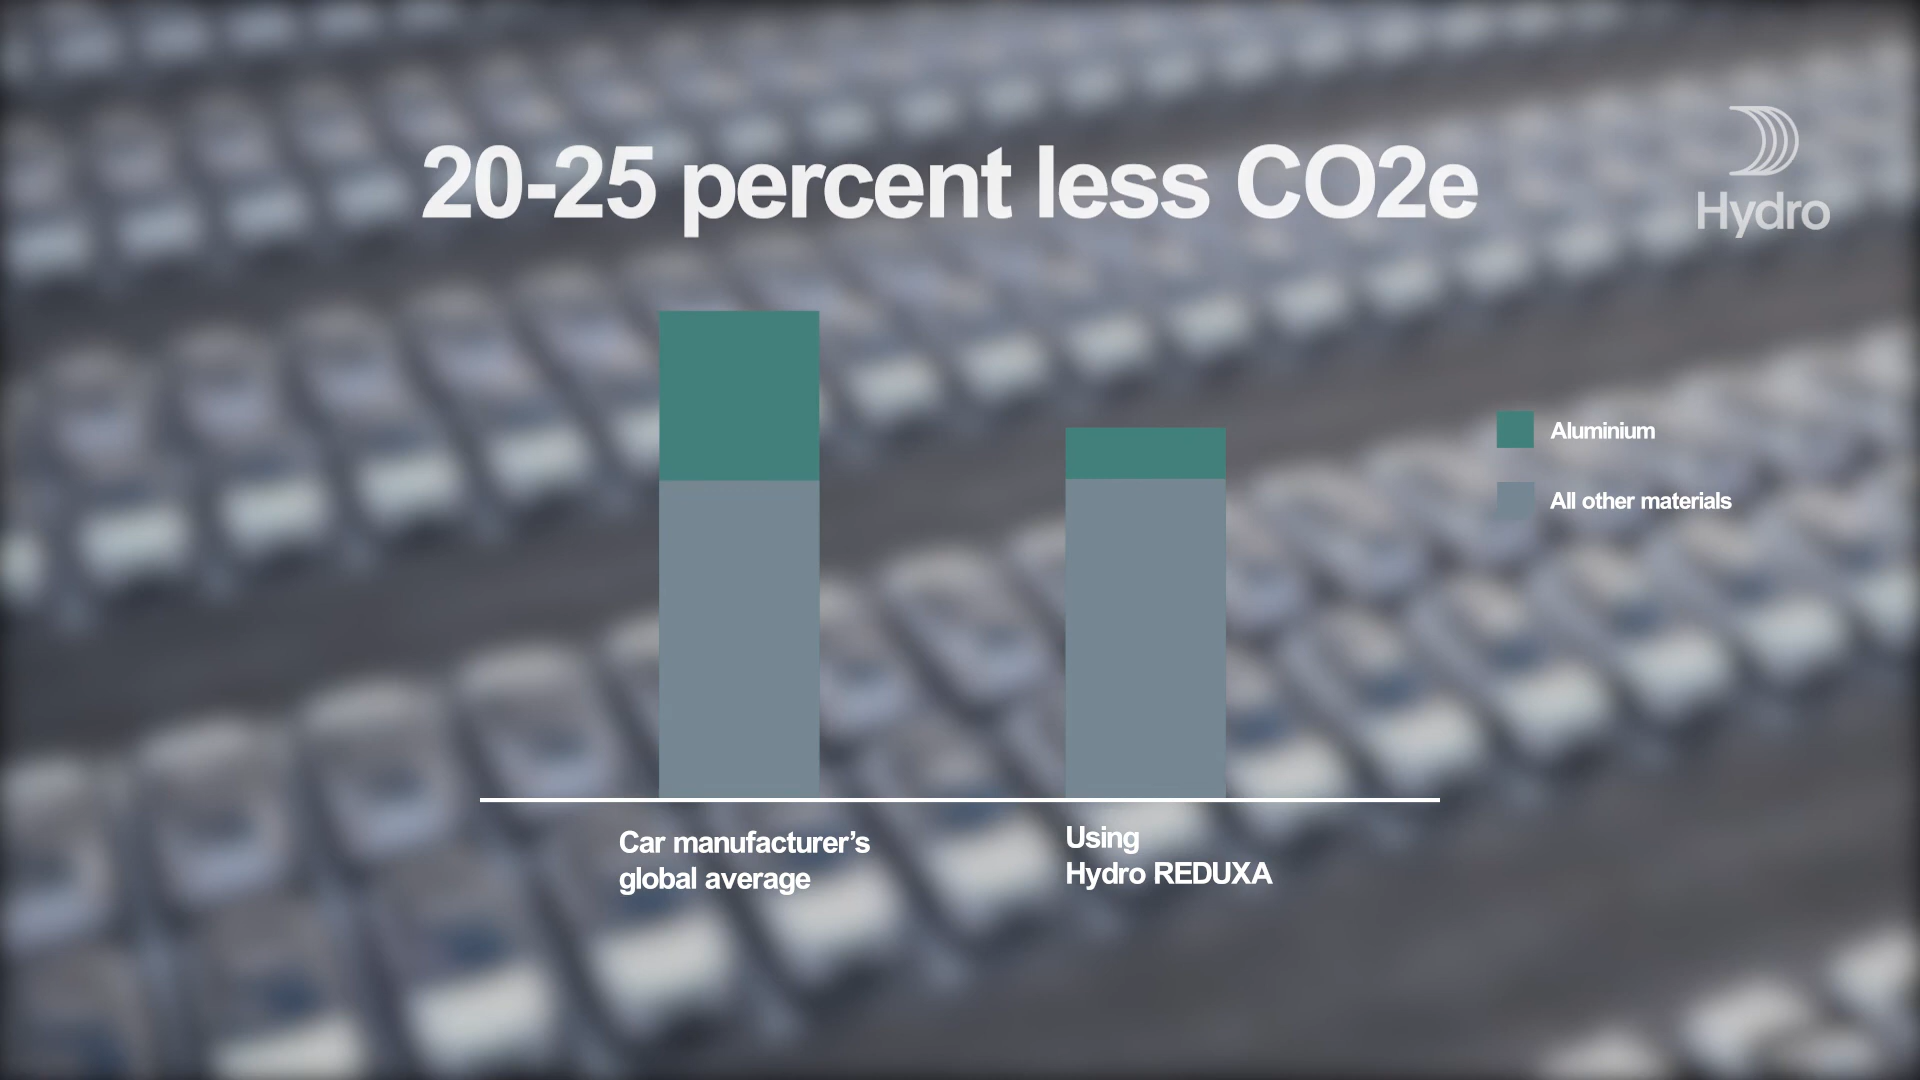 20-25 percent less CO2e
Hydro
Aluminium
All other materials
Car manufacturer’s
global average
Using
Hydro REDUXA